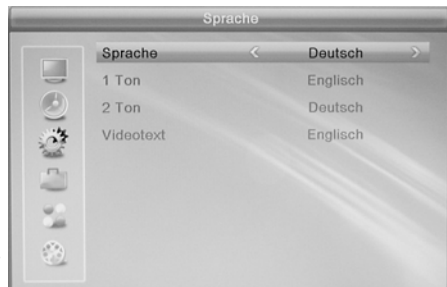 Sprache
Sprache Deutsch
1 Ton Englisch
2 Ton Deutsch
Videotext Englisch